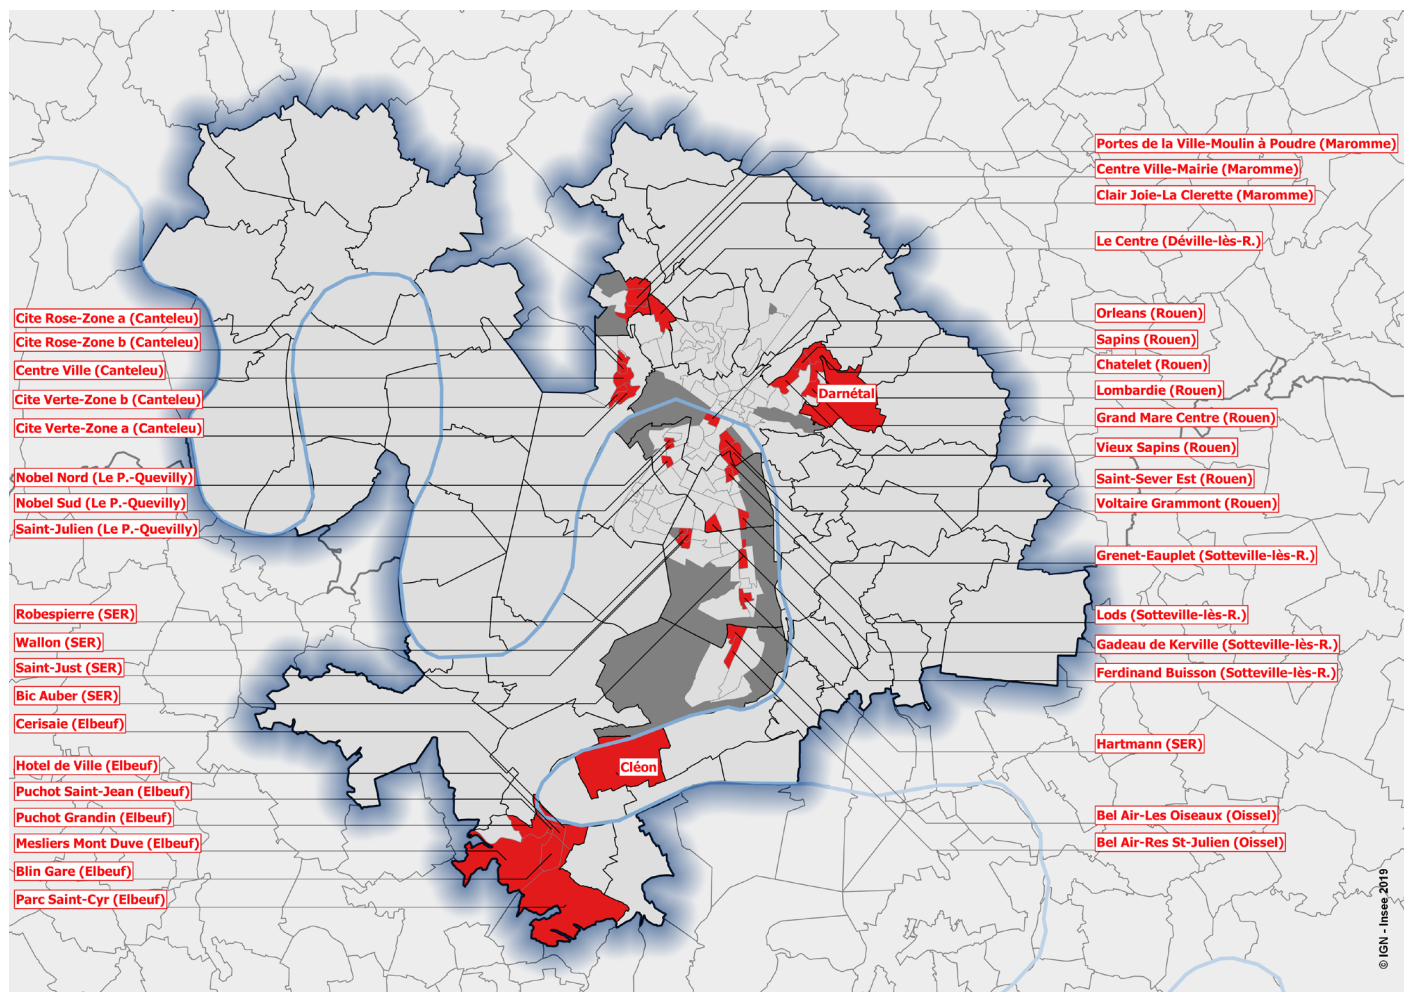 Portes de la Ville-Moulin à Poudre (Maromme)
Centre Ville-Mairie (Maromme)
Clair Joie-La Clerette (Maromme)
Le Centre (Déville-lès-R.)
Cite Rose-Zone a (Canteleu)
Cite Rose-Zone b (Canteleu)
Centre Ville (Canteleu)
Cite Verte-Zone b (Canteleu)
Cite Verte-Zone a (Canteleu)
Nobel Nord (Le P.-Quevilly)
Nobel Sud (Le P.-Quevilly)
Saint-Julien (Le P.-Quevilly)
Robespierre (SER)
Wallon (SER)
Saint-Just (SER)
Bic Auber (SER)
Cerisaie (Elbeuf)
Hotel de Ville (Elbeuf)
Puchot Saint-Jean (Elbeuf)
Puchot Grandin (Elbeuf)
Mesliers Mont Duve (Elbeuf)
Blin Gare (Elbeuf)
Parc Saint-Cyr (Elbeuf)
Darnétal
Cléon
Orleans (Rouen)
Sapins (Rouen)
Chatelet (Rouen)
Lombardie (Rouen)
Grand Mare Centre (Rouen)
Vieux Sapins (Rouen)
Saint-Sever Est (Rouen)
Voltaire Grammont (Rouen)
Grenet-Eauplet (Sotteville-lès-R.)
Lods (Sotteville-lès-R.)
Gadeau de Kerville (Sotteville-lès-R.)
Ferdinand Buisson (Sotteville-lès-R.)
Hartmann (SER)
Bel Air-Les Oiseaux (Oissel)
Bel Air-Res St-Julien (Oissel)
© IGN - Insee 2019